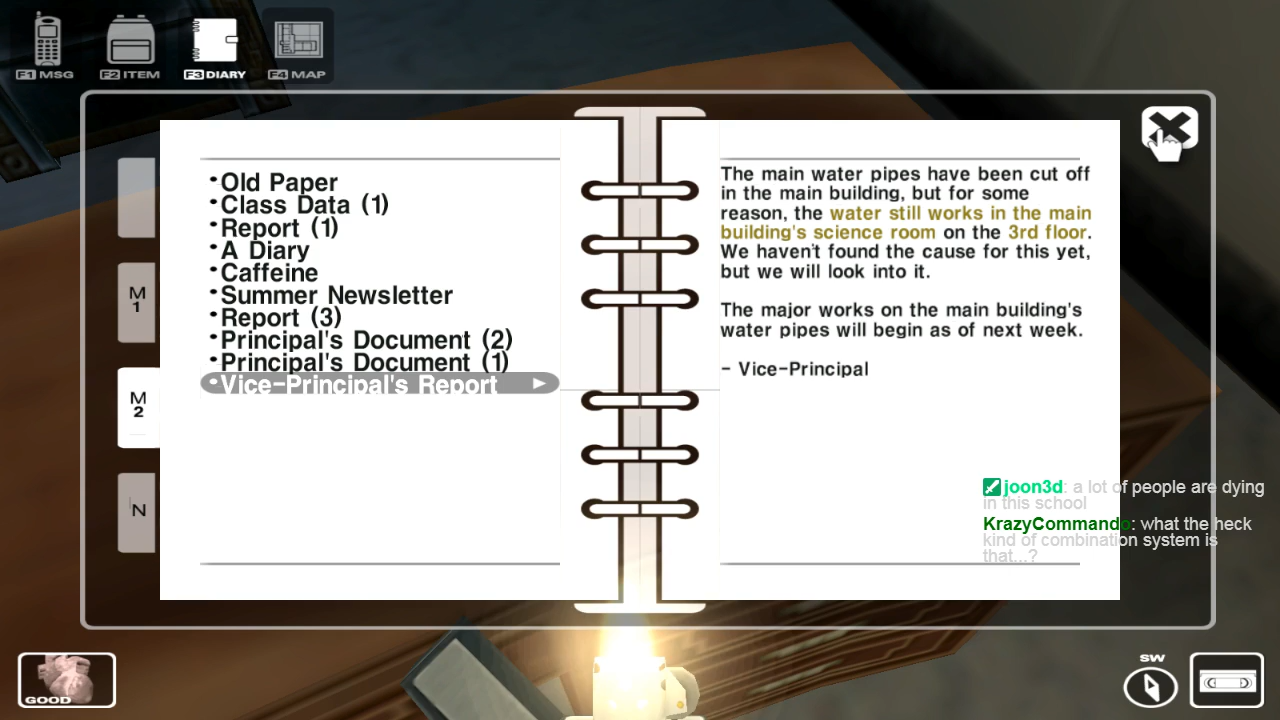 F1 MSG
F2 ITEM
F3 DIARY
F4 MAP
M
1
M
2
N
•Old Paper
•Class Data (1)
•Report (1)
•A Diary
•Caffeine
•Summer Newsletter
•Report (3)
•Principal's Document (2)
•Principal's Document (1)
•Vice-Principal's Report
The main water pipes have been cut off
in the main building, but for some
reason, the water still works in the main
building's science room on the 3rd floor.
We haven't found the cause for this yet,
but we will look into it.
The major works on the main building's
water pipes will begin as of next week.
- Vice-Principal
joon3d: a lot of people are dying
in this school
KrazyCommando: what the heck
kind of combination system is
that...?
GOOD
SW